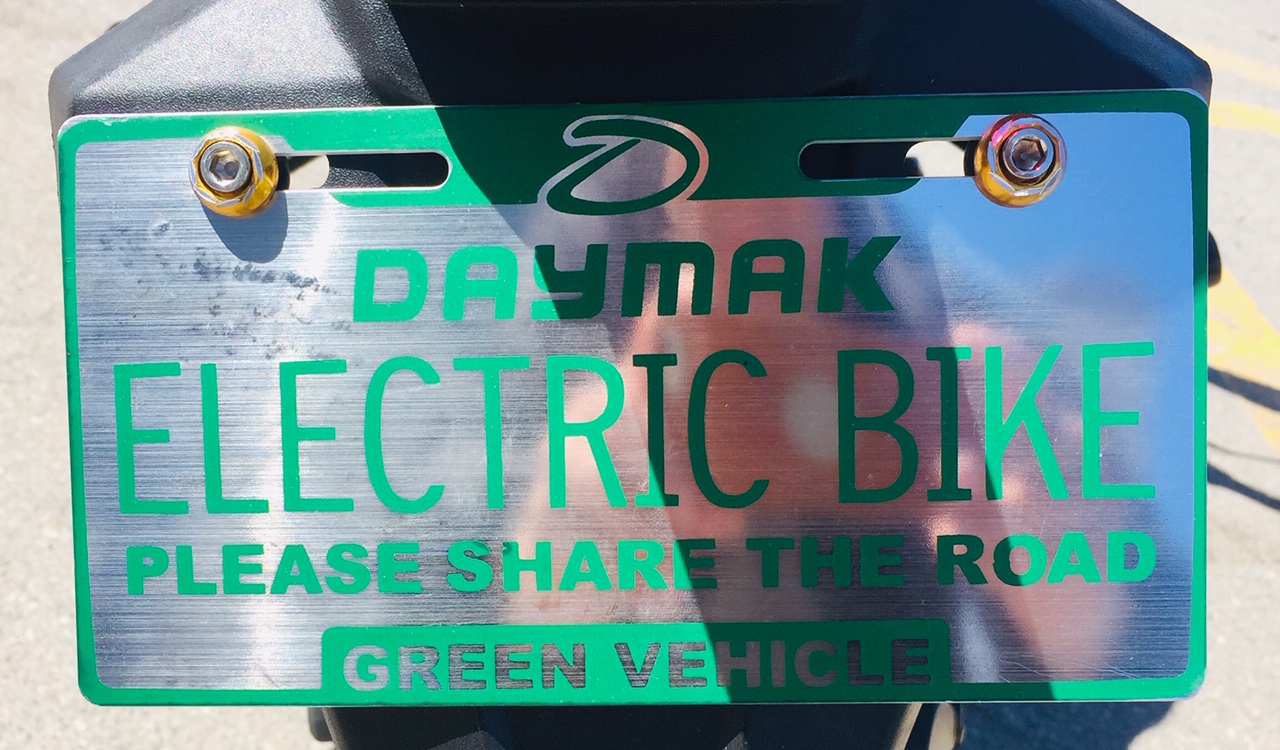 DAYMAK
ELECTRIC BIKE
PLEASE SHARE THE ROAD
GREEN VEHICLE